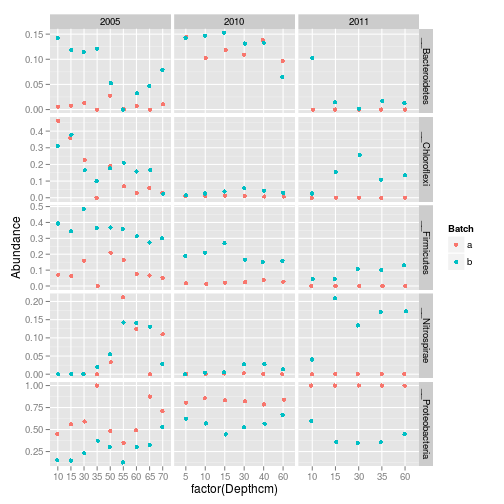 2005 2010 2011
0.15
0.10
0.05
0.00
__Bacteroidetes
0.4
0.3
0.2
0.1
0.0
__Chloroflexi
0.5
0.4
0.3
0.2
0.1
0.0
__Firmicutes
0.20
0.15
0.10
0.05
0.00
__Nitrospirae
1.00
0.75
0.50
0.25
__Proteobacteria
Abundance
10 15 30 35 40 50 55 60 65 70 5 10 15 30 40 60 10 15 30 35 60
factor(Depthcm)
Batch
a
b